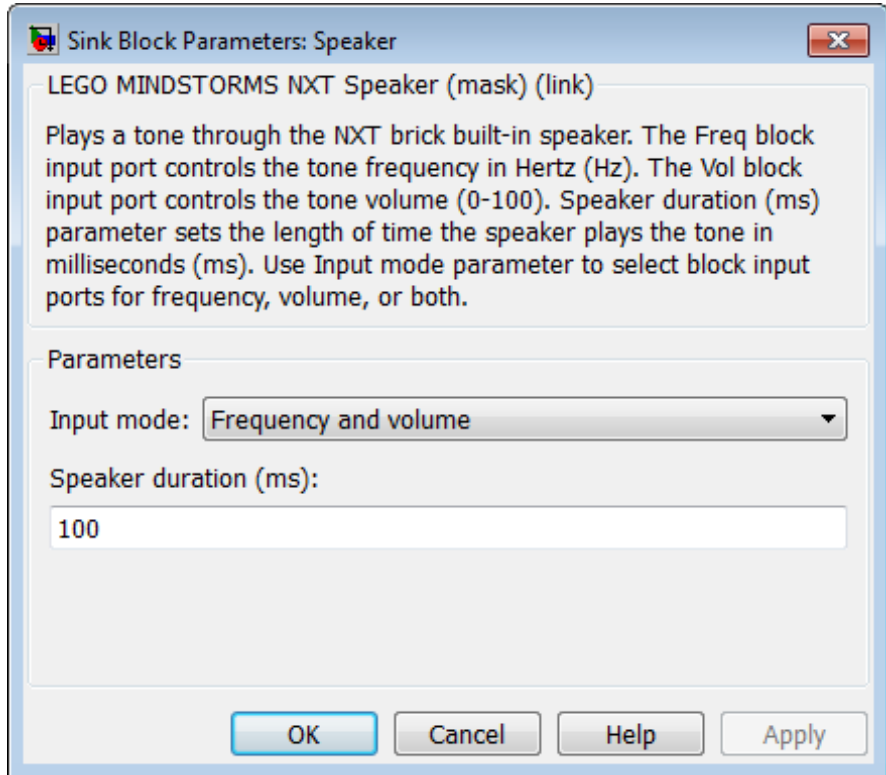 Sink Block Parameters: Speaker
LEGO MINDSTORMS NXT Speaker (mask) (link)
Plays a tone through the NXT brick built-in speaker. The Freq block
input port controls the tone frequency in Hertz (Hz). The Vol block
input port controls the tone volume (0-100). Speaker duration (ms)
parameter sets the length of time the speaker plays the tone in
milliseconds (ms). Use Input mode parameter to select block input
ports for frequency, volume, or both.
Parameters
Input mode: Frequency and volume
Speaker duration (ms):
100
OK Cancel Help Apply